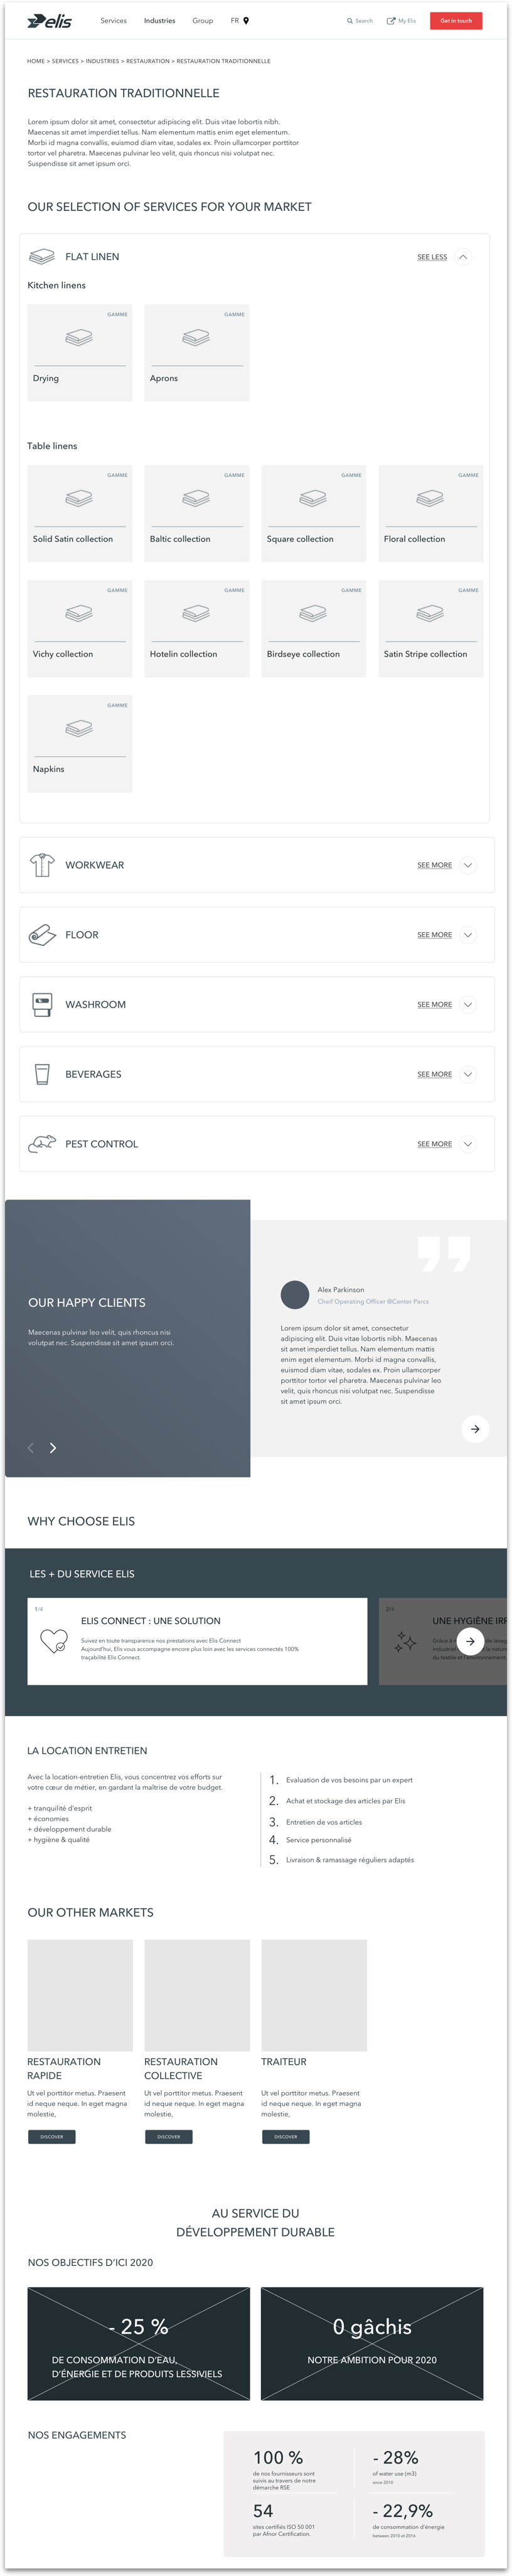 elis
Services Industries Group FR
Search My Elis Get in touch
HOME > SERVICES > INDUSTRIES > RESTAURATION > RESTAURATION TRADITIONNELLE
RESTAURATION TRADITIONNELLE
Lorem ipsum dolor sit amet, consectetur adipiscing elit. Duis vitae lobortis nibh.
Maecenas sit amet imperdiet tellus. Nam elementum mattis enim eget elementum.
Morbi id magna convallis, euismod diam vitae, sodales ex. Proin ullamcorper porttitor
tortor vel pharetra. Maecenas pulvinar leo velit, quis rhoncus nisi volutpat nec.
Suspendisse sit amet ipsum orci.
OUR SELECTION OF SERVICES FOR YOUR MARKET
FLAT LINEN SEE LESS
Kitchen linens
GAMME GAMME
Drying Aprons
Table linens
GAMME GAMME GAMME GAMME
Solid Satin collection Baltic collection Square collection Floral collection
GAMME GAMME GAMME GAMME
Vichy collection Hotelin collection Birdseye collection Satin Stripe collection
GAMME
Napkins
WORKWEAR SEE MORE
FLOOR SEE MORE
WASHROOM SEE MORE
BEVERAGES SEE MORE
PEST CONTROL SEE MORE
OUR HAPPY CLIENTS
Maecenas pulvinar leo velit, quis rhoncus nisi
volutpat nec. Suspendisse sit amet ipsum orci.
Alex Parkinson
Cheif Operating Officer @Center Parcs
Lorem ipsum dolor sit amet, consectetur
adipiscing elit. Duis vitae lobortis nibh. Maecenas
sit amet imperdiet tellus. Nam elementum mattis
enim eget elementum. Morbi id magna convallis,
euismod diam vitae, sodales ex. Proin ullamcorper
porttitor tortor vel pharetra. Maecenas pulvinar leo
velit, quis rhoncus nisi volutpat nec. Suspendisse
sit amet ipsum orci.
WHY CHOOSE ELIS
LES + DU SERVICE ELIS
1/4
ELIS CONNECT : UNE SOLUTION
Suivez en toute transparence nos prestations avec Elis Connect
Aujourd'hui, Elis vous accompagne encore plus loin avec les services connectés 100%
traçabilité Elis Connect.
2/4
UNE HYGIÈNE IRR
Grâce à de lavag
industriel la natur
du textile et l'environnement
LA LOCATION ENTRETIEN
Avec la location-entretien Elis, vous concentrez vos efforts sur
votre cœur de métier, en gardant la maîtrise de votre budget.
+ tranquilité d'esprit
+ économies
+ développement durable
+ hygiène & qualité
1. Evaluation de vos besoins par un expert
2. Achat et stockage des articles par Elis
3. Entretien de vos articles
4. Service personnalisé
5. Livraison & ramassage réguliers adaptés
OUR OTHER MARKETS
RESTAURATION
RAPIDE
Ut vel porttitor metus. Praesent
id neque neque. In eget magna
molestie,
DISCOVER
RESTAURATION
COLLECTIVE
Ut vel porttitor metus. Praesent
id neque neque. In eget magna
molestie,
DISCOVER
TRAITEUR
Ut vel porttitor metus. Praesent
id neque neque. In eget magna
molestie,
DISCOVER
AU SERVICE DU
DÉVELOPPEMENT DURABLE
NOS OBJECTIFS D'ICI 2020
- 25 %
DE CONSOMMATION D'EAU,
D'ÉNERGIE ET DE PRODUITS LESSIVIELS
0 gâchis
NOTRE AMBITION POUR 2020
NOS ENGAGEMENTS
100 %
de nos fournisseurs sont
suivis au travers de notre
démarche RSE
- 28%
of water use (m3)
since 2010
54
sites certifiés ISO 50 001
par Afnor Certification.
- 22,9%
de consommation d'énergie
between 2010 et 2016